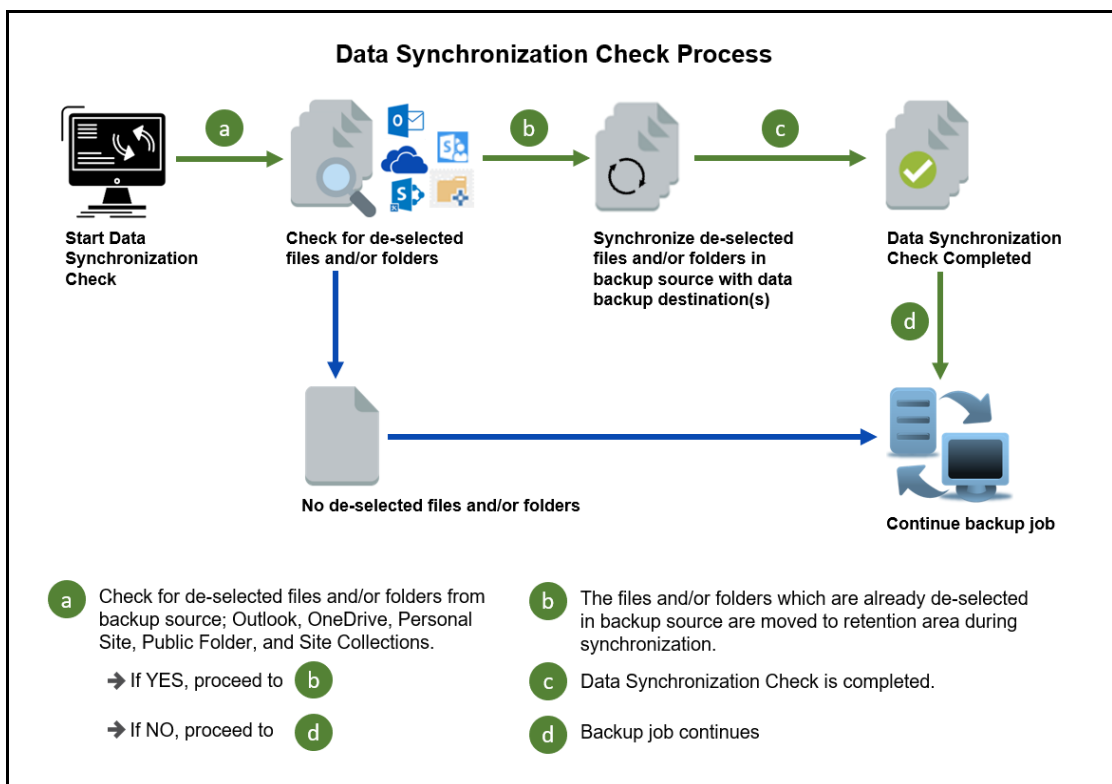 Data Synchronization Check Process
a
b
c
Start Data
Synchronization
Check
Check for de-selected
files and/or folders
Synchronize de-selected
files and/or folders in
backup source with data
backup destination(s)
Data Synchronization
Check Completed
d
No de-selected files and/or folders
Continue backup job
a
Check for de-selected files and/or folders from
backup source; Outlook, OneDrive, Personal
Site, Public Folder, and Site Collections.
➔ If YES, proceed to b
➔ If NO, proceed to d
b
The files and/or folders which are already de-selected
in backup source are moved to retention area during
synchronization.
c Data Synchronization Check is completed.
d Backup job continues